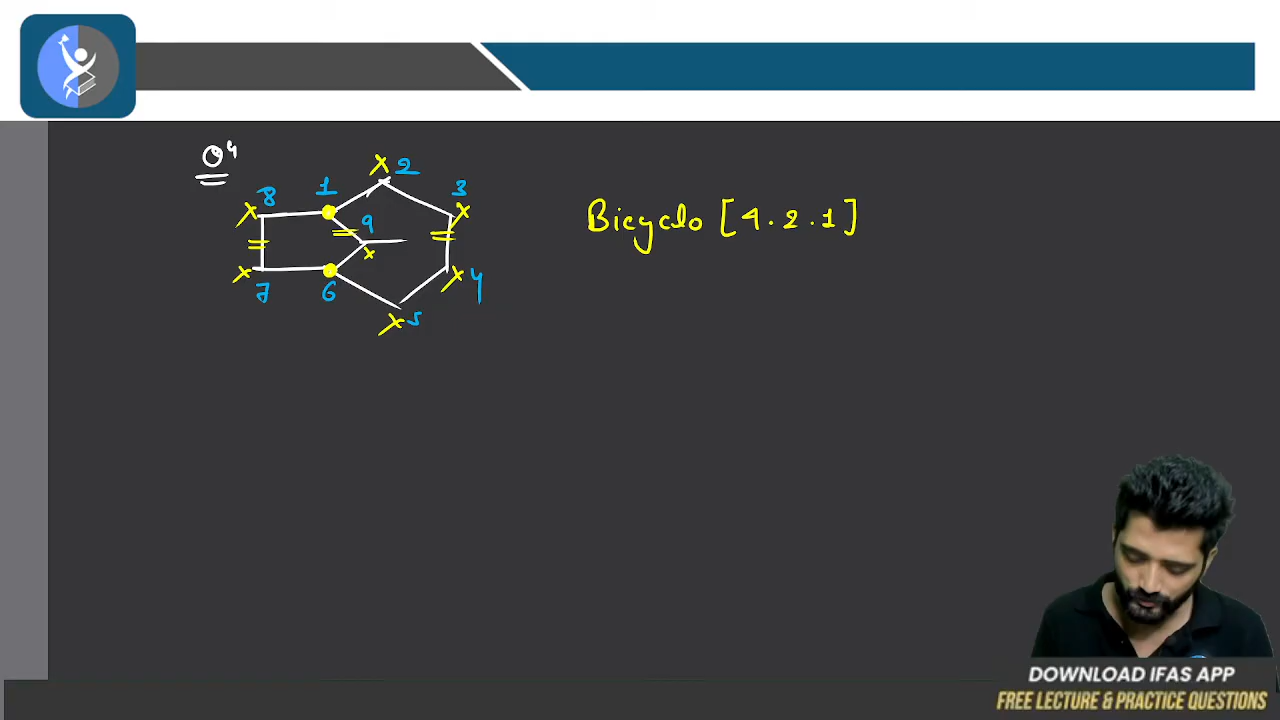 Q4
X 2
8 1 3
X 9 X
x
X X 4
7 6
X 5
Bicyclo [4.2.1]
DOWNLOAD IFAS APP
FREE LECTURE & PRACTICE QUESTIONS